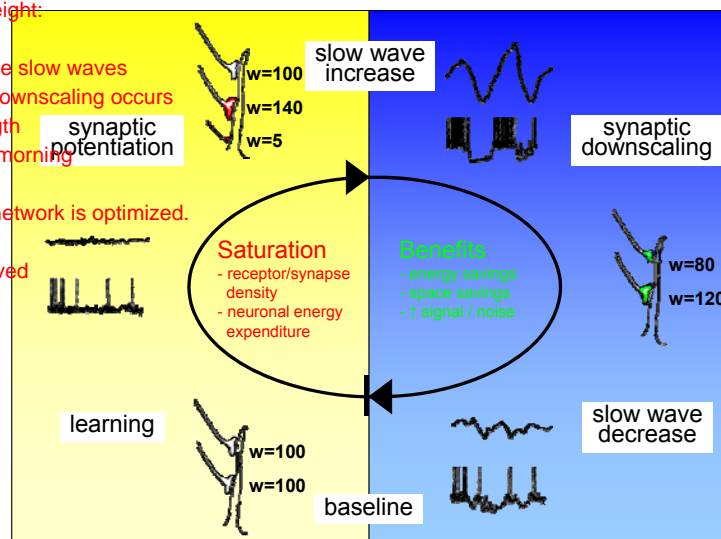 eight:
slow wave
increase
e slow waves
ownscaling occurs
w=100
w=140
w=5
gth
synaptic
potentiation
morning
synaptic
downscaling
network is optimized.
ved
Saturation
- receptor/synapse
density
- neuronal energy
expenditure
Benefits
- energy savings
- space savings
- ↑ signal / noise
w=80
w=120
learning
w=100
w=100
slow wave
decrease
baseline